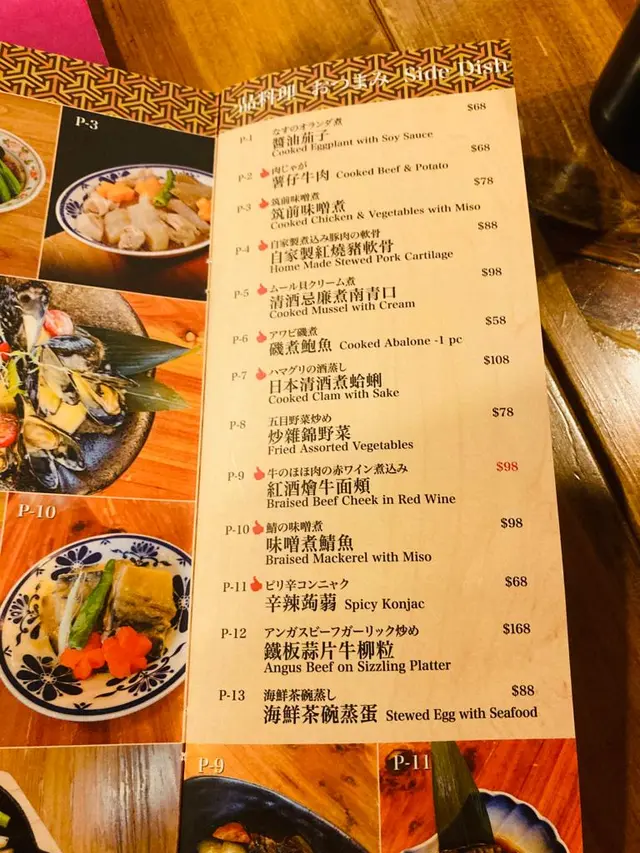 P-3
P-10
品料理 おつまみ Side Dish
P-1 なすのオランダ煮 $68
醬油茄子
Cooked Eggplant with Soy Sauce
P-2 肉じゃが $68
薯仔牛肉 Cooked Beef & Potato
P-3 筑前味噌煮 $78
筑前味噌煮
Cooked Chicken & Vegetables with Miso
P-4 自家製煮込み豚肉の軟骨 $88
自家製紅燒豬軟骨
Home Made Stewed Pork Cartilage
P-5 ムール貝クリーム煮 $98
清酒忌廉煮南青口
Cooked Mussel with Cream
P-6 アワビ磯煮 $58
磯煮鮑魚 Cooked Abalone -1 pc
P-7 ハマグリの酒蒸し $108
日本清酒煮蛤蜊
Cooked Clam with Sake
P-8 五目野菜炒め $78
炒雜錦野菜
Fried Assorted Vegetables
P-9 牛のほほ肉の赤ワイン煮込み $98
紅酒燴牛面頰
Braised Beef Cheek in Red Wine
P-10 鯖の味噌煮 $98
味噌煮鯖魚
Braised Mackerel with Miso
P-11 ピリ辛コンニャク $68
辛辣蒟蒻 Spicy Konjac
P-12 アンガスビーフガーリック炒め $168
鐵板蒜片牛柳粒
Angus Beef on Sizzling Platter
P-13 海鮮茶碗蒸し $88
海鮮茶碗蒸蛋 Stewed Egg with Seafood
P-9
P-11